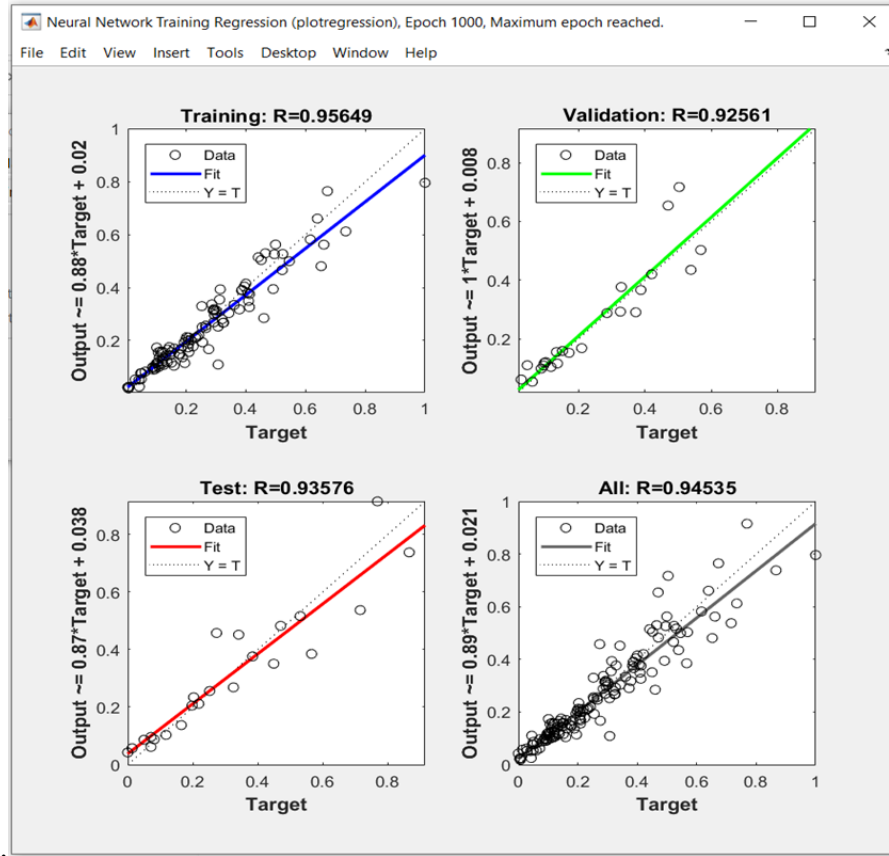 Neural Network Training Regression (plotregression), Epoch 1000, Maximum epoch reached.
File Edit View Insert Tools Desktop Window Help
Training: R=0.95649
Output ~= 0.88*Target + 0.02
1
0.8
0.6
0.4
0.2
Data
Fit
Y = T
0.2 0.4 0.6 0.8 1
Target
Validation: R=0.92561
Output ~= 1*Target + 0.008
0.8
0.6
0.4
0.2
Data
Fit
Y = T
0.2 0.4 0.6 0.8
Target
Test: R=0.93576
Output ~= 0.87*Target + 0.038
0.8
0.6
0.4
0.2
0
Data
Fit
Y = T
0 0.2 0.4 0.6 0.8
Target
All: R=0.94535
Output ~= 0.89*Target + 0.021
1
0.8
0.6
0.4
0.2
0
Data
Fit
Y = T
0 0.2 0.4 0.6 0.8 1
Target